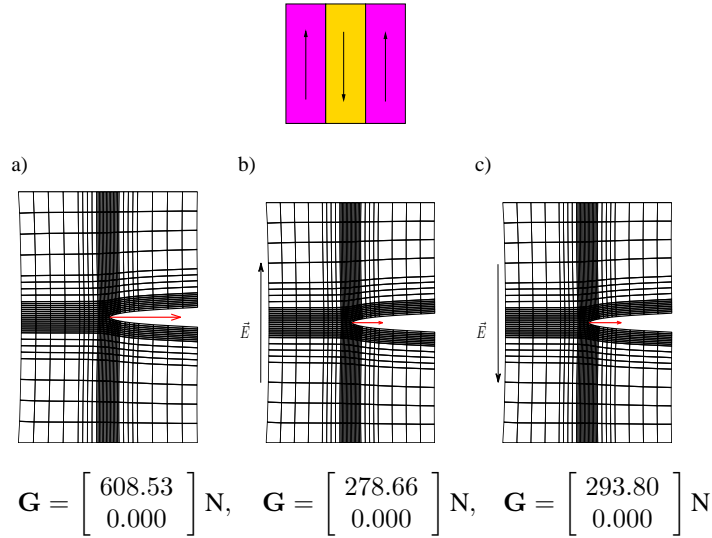 a) b) c)
E⃗ E⃗
G = [ 608.53 0.000 ] N, G = [ 278.66 0.000 ] N, G = [ 293.80 0.000 ] N